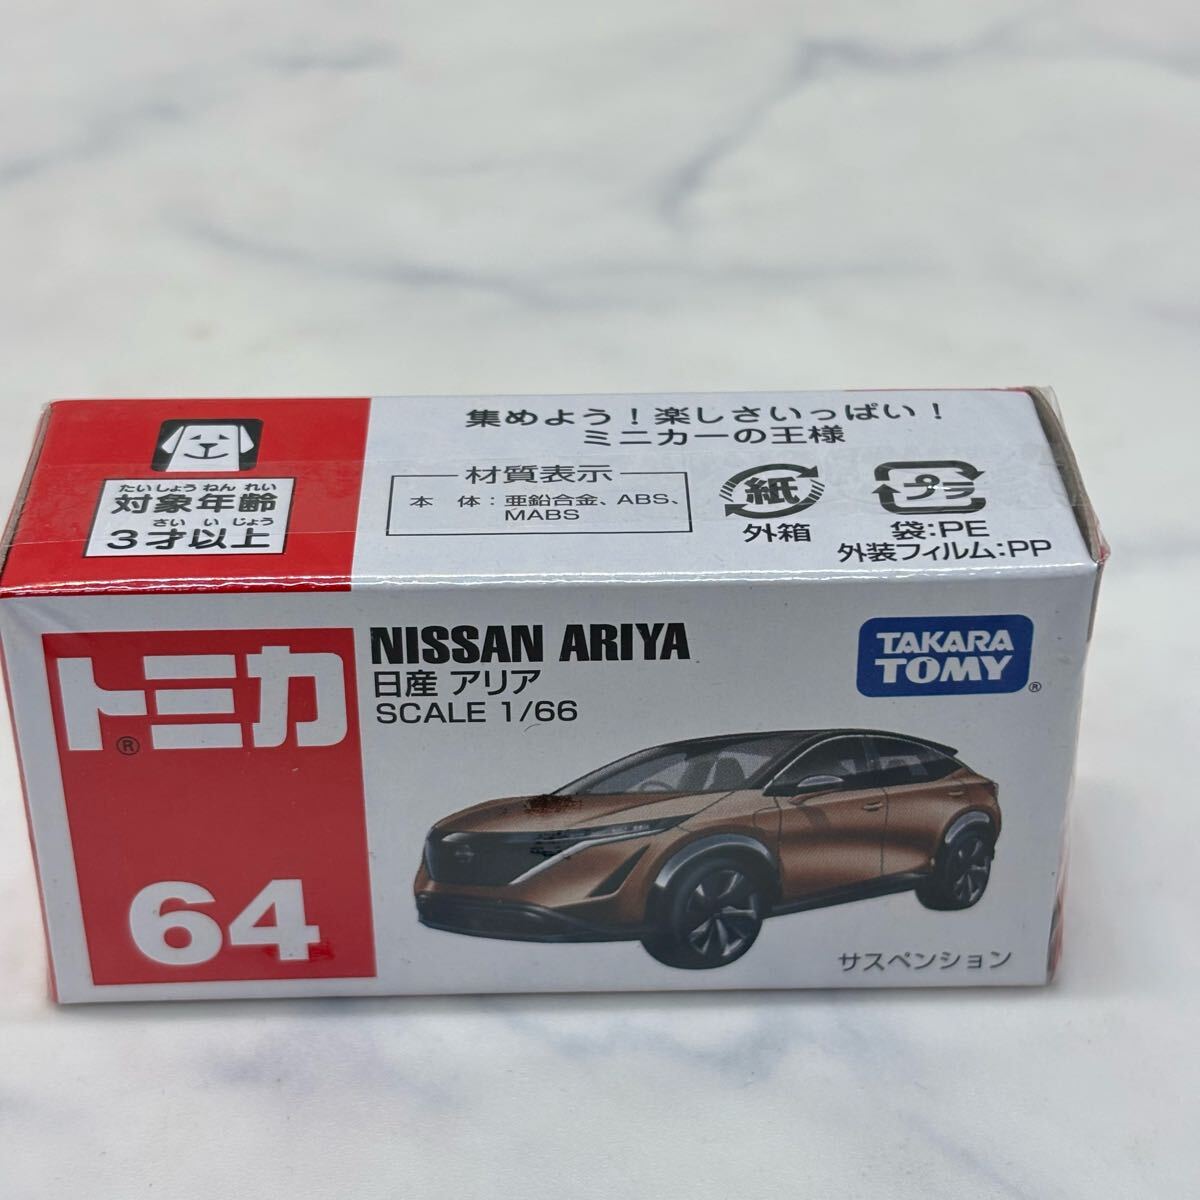 集めよう!楽しさいっぱい!
ミニカーの王様
たいしょうねんれい
対象年齢
さいいじょう
3才以上
材質表示
本 体:亜鉛合金、ABS、
MABS
紙
外箱
プラ
袋:PE
外装フィルム:PP
トミカ®
NISSAN ARIYA
日産 アリア
SCALE 1/66
TAKARA
TOMY®
64
サスペンション